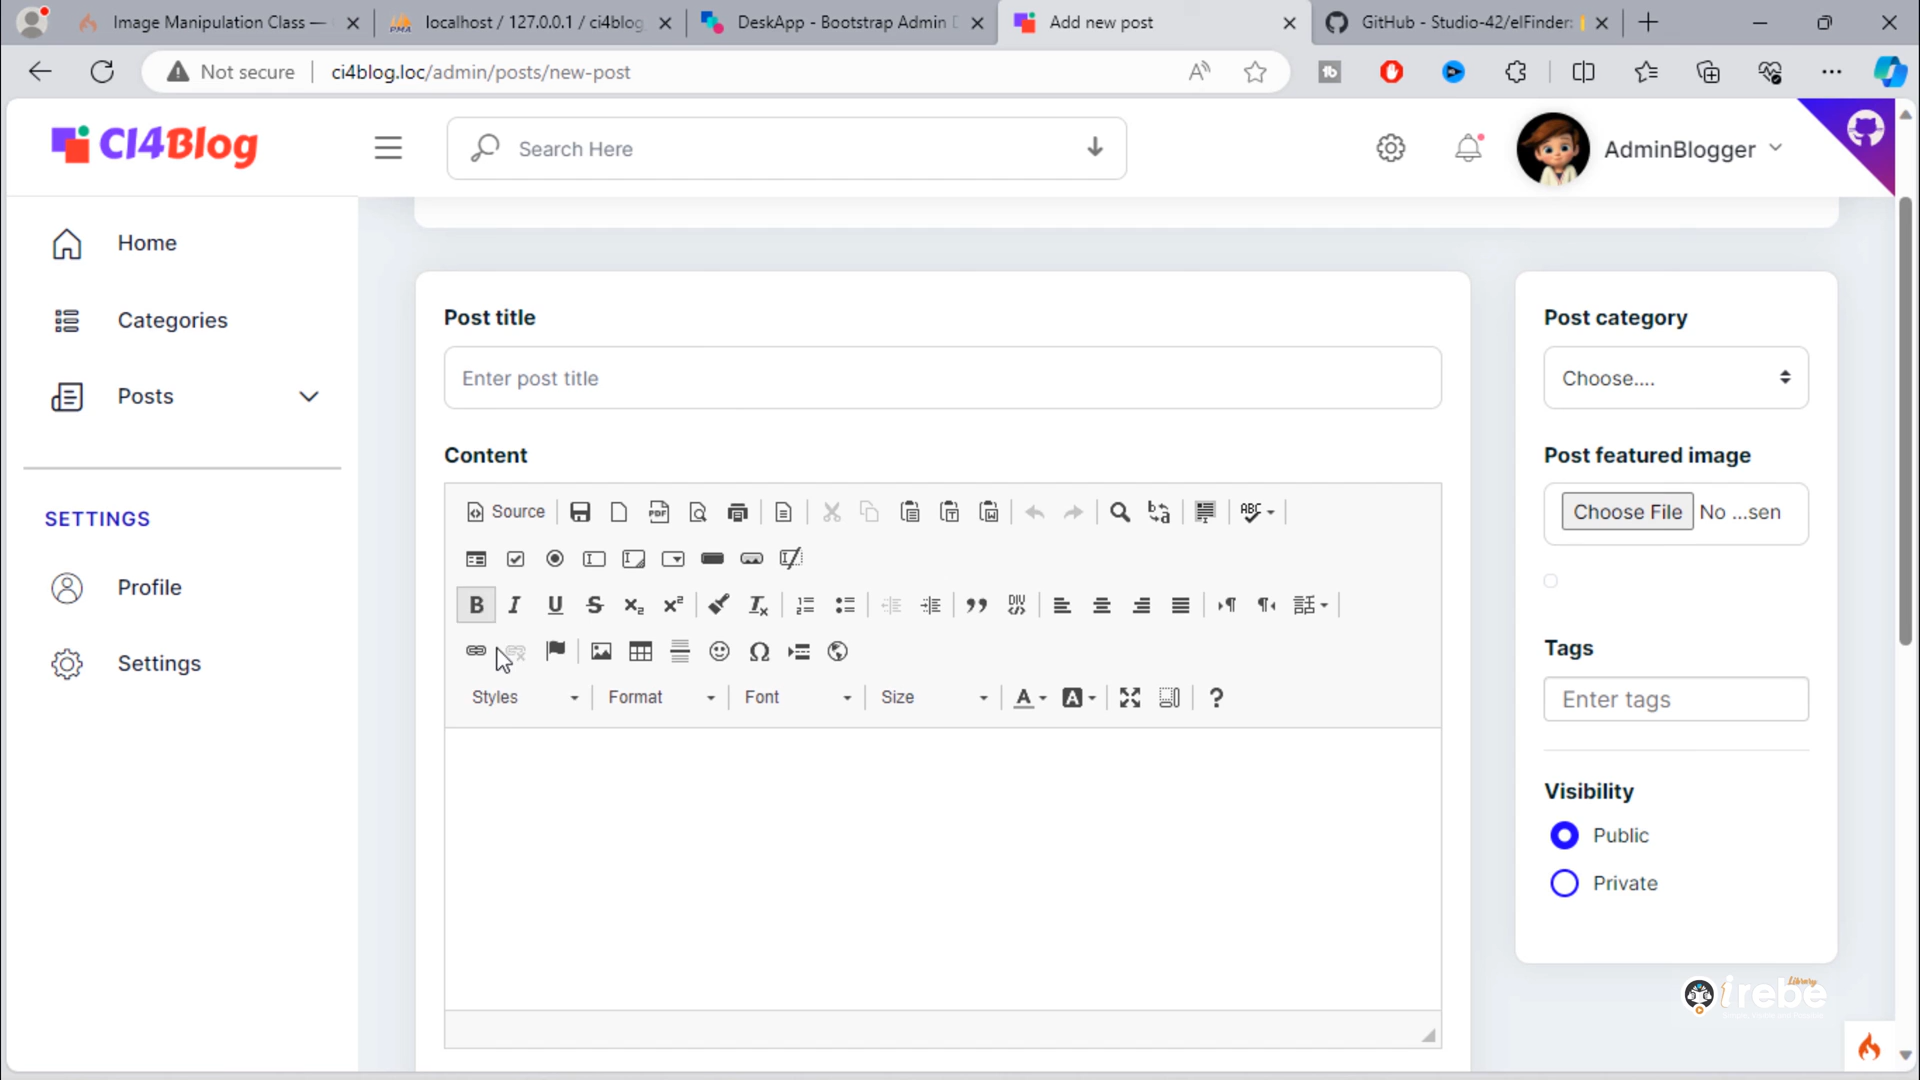 Image Manipulation Class —
localhost / 127.0.0.1 / ci4blog
DeskApp - Bootstrap Admin D
Add new post
GitHub - Studio-42/elFinder:
Not secure
ci4blog.loc/admin/posts/new-post
CI4Blog
Search Here
AdminBlogger
Home
Categories
Posts
SETTINGS
Profile
Settings
Post title
Enter post title
Content
Source
Styles
Format
Font
Size
Post category
Choose....
Post featured image
Choose File
No ...sen
Tags
Enter tags
Visibility
Public
Private
Library
irebe